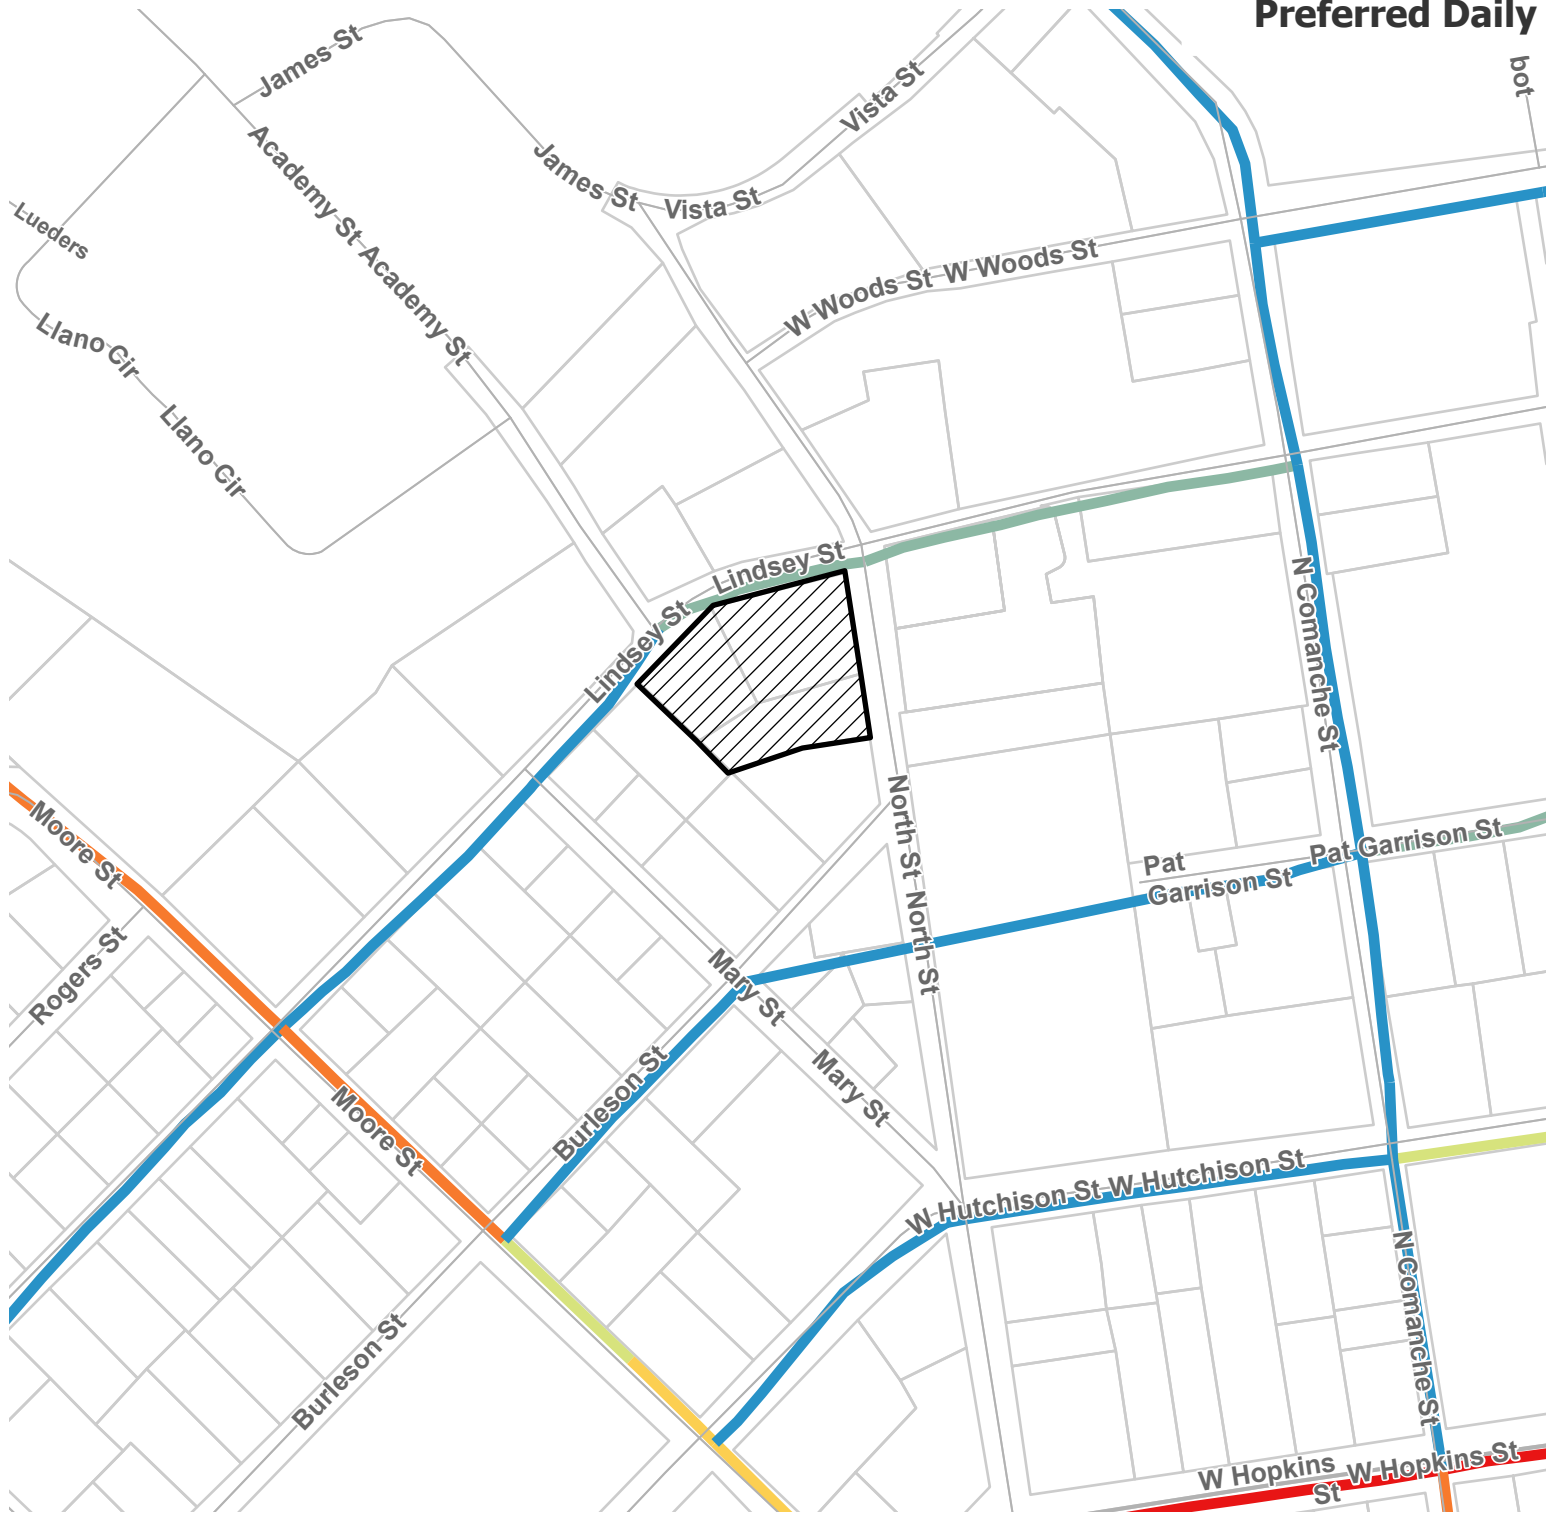 Preferred Daily
James St
bot
Vista St
Academy St
James St
Vista St
Lueders
Academy St
W Woods St
W Woods St
Llano Cir
Llano Cir
Lindsey St
Lindsey St
N Comanche St
Moore St
North St
Pat Garrison St
Pat
Garrison St
North St
Rogers St
Mary St
Mary St
Burleson St
Moore St
W Hutchison St
W Hutchison St
N Comanche St
Burleson St
W Hopkins
St
W Hopkins St